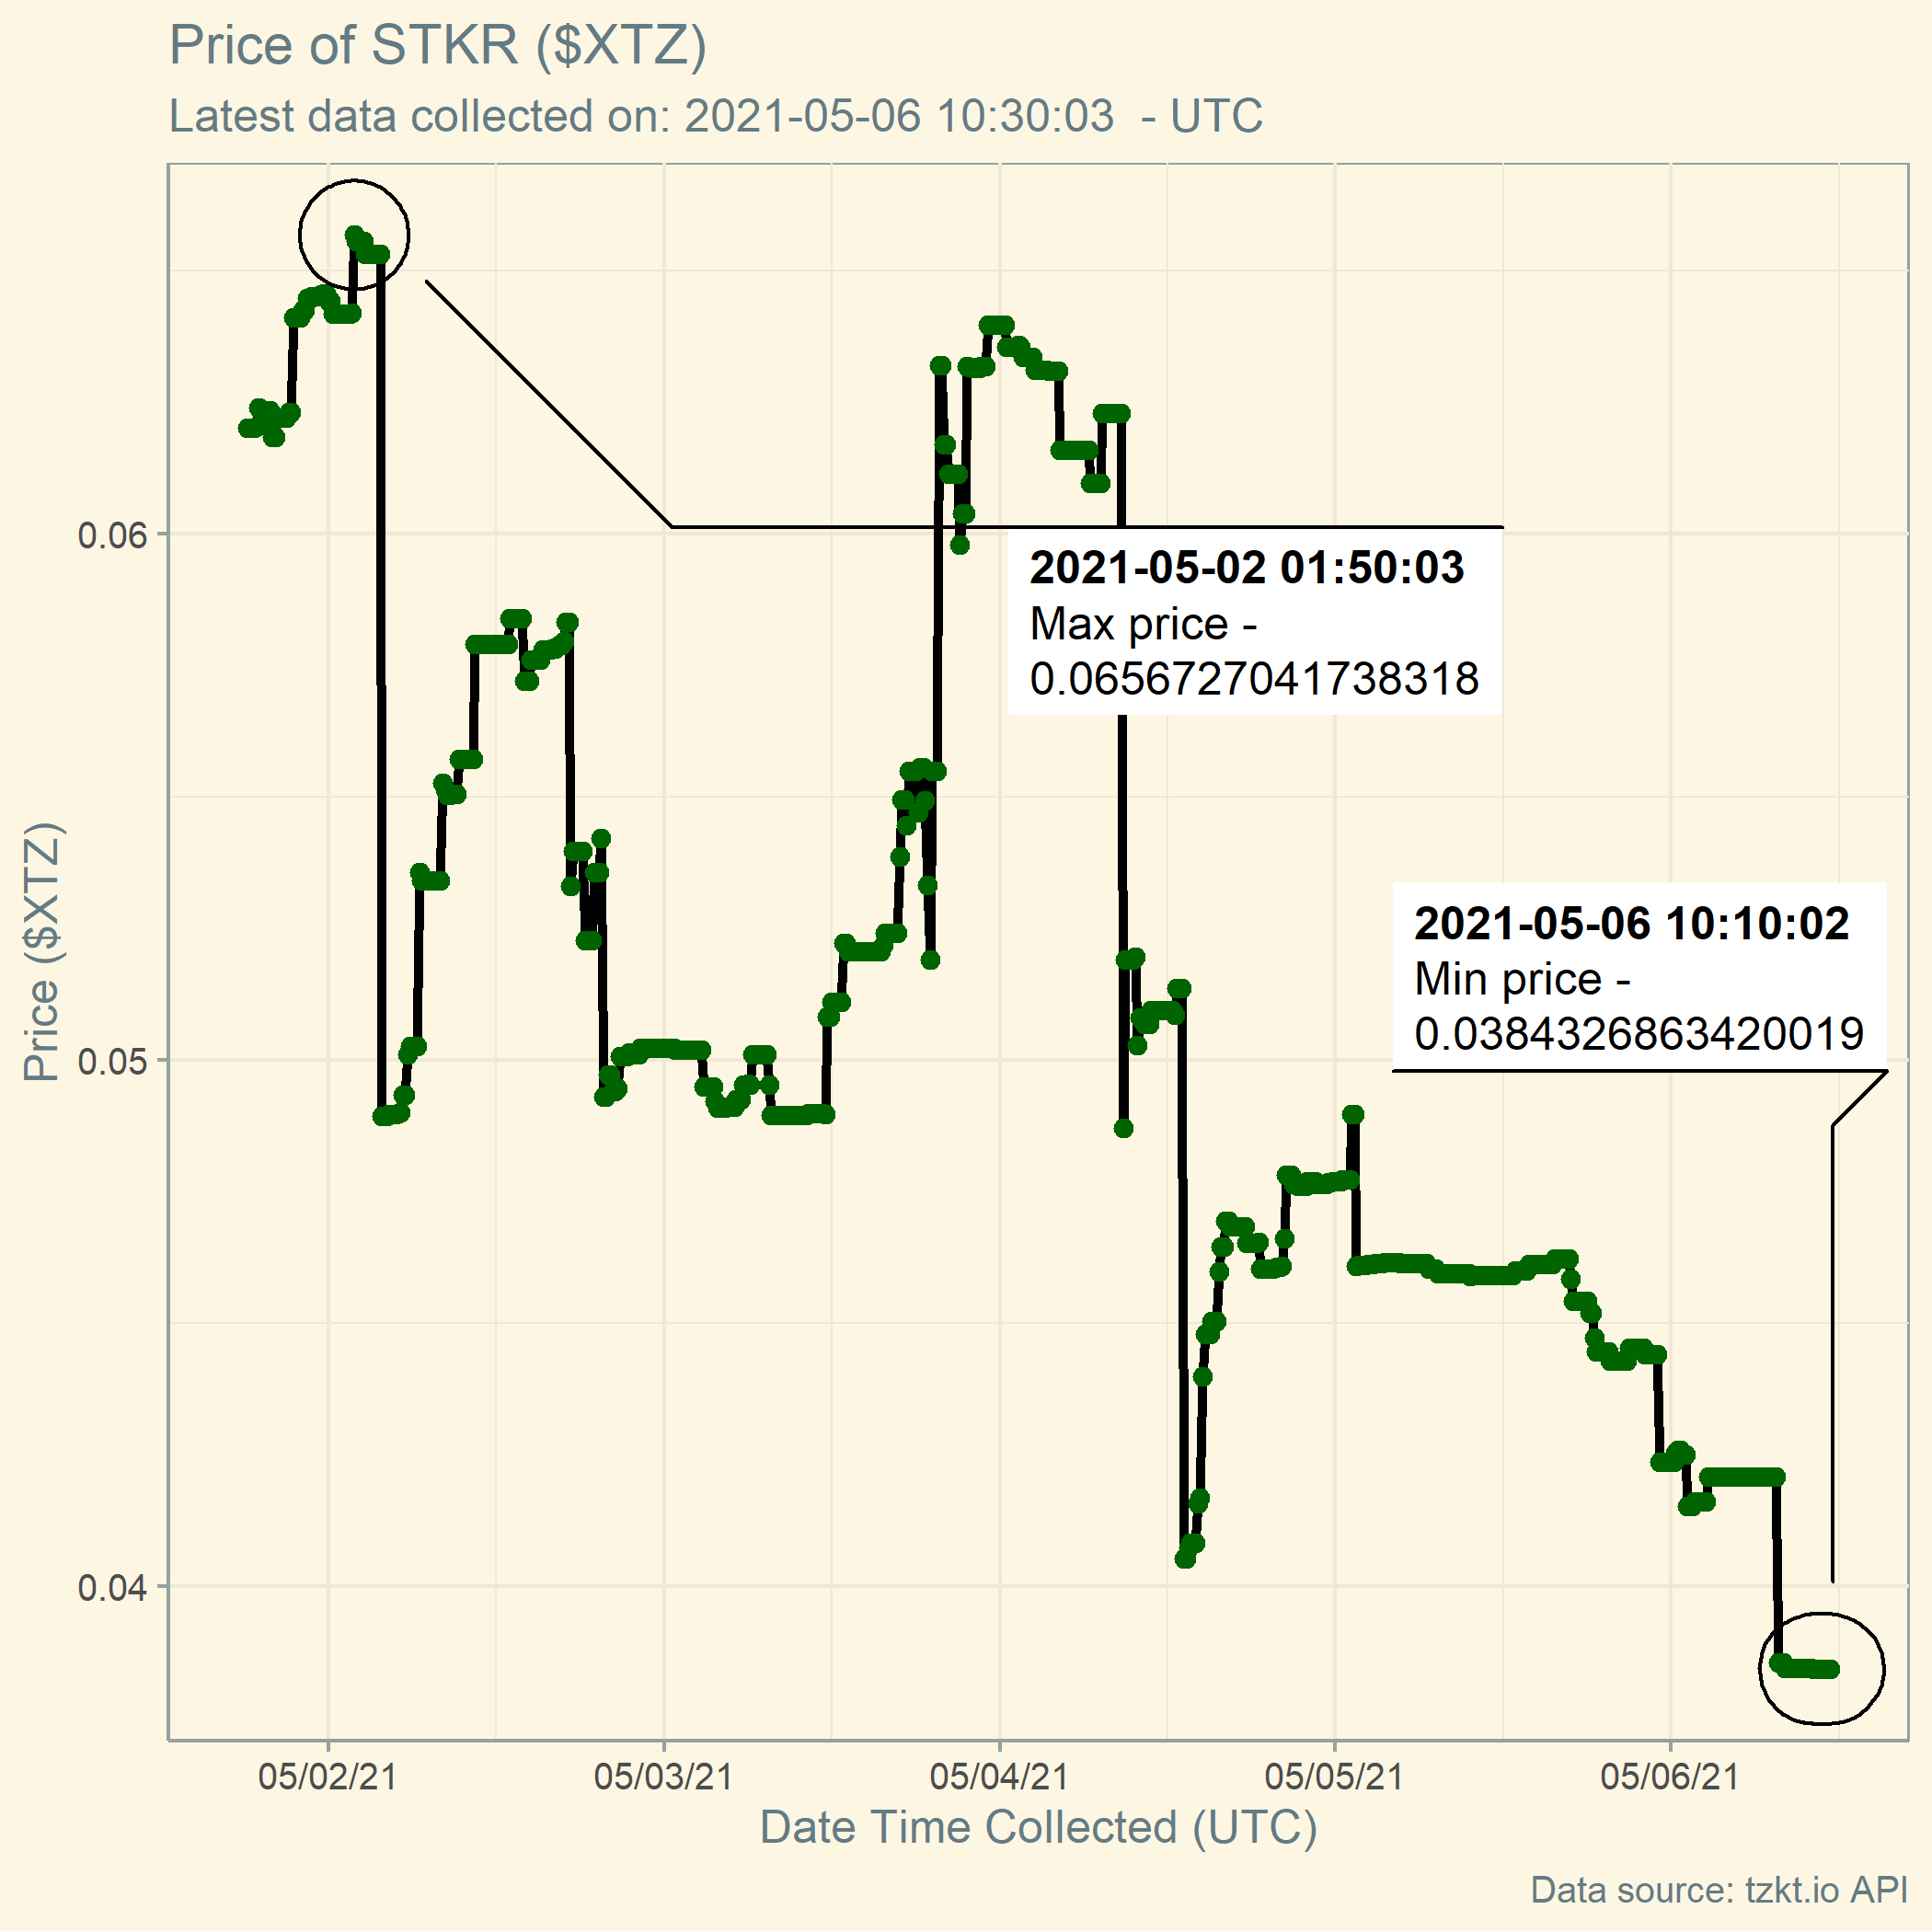 Price of STKR ($XTZ)
Latest data collected on: 2021-05-06 10:30:03  - UTC
Price ($XTZ)
0.06
0.05
0.04
2021-05-02 01:50:03
Max price -
0.0656727041738318
2021-05-06 10:10:02
Min price -
0.0384326863420019
05/02/21
05/03/21
05/04/21
05/05/21
05/06/21
Date Time Collected (UTC)
Data source: tzkt.io API